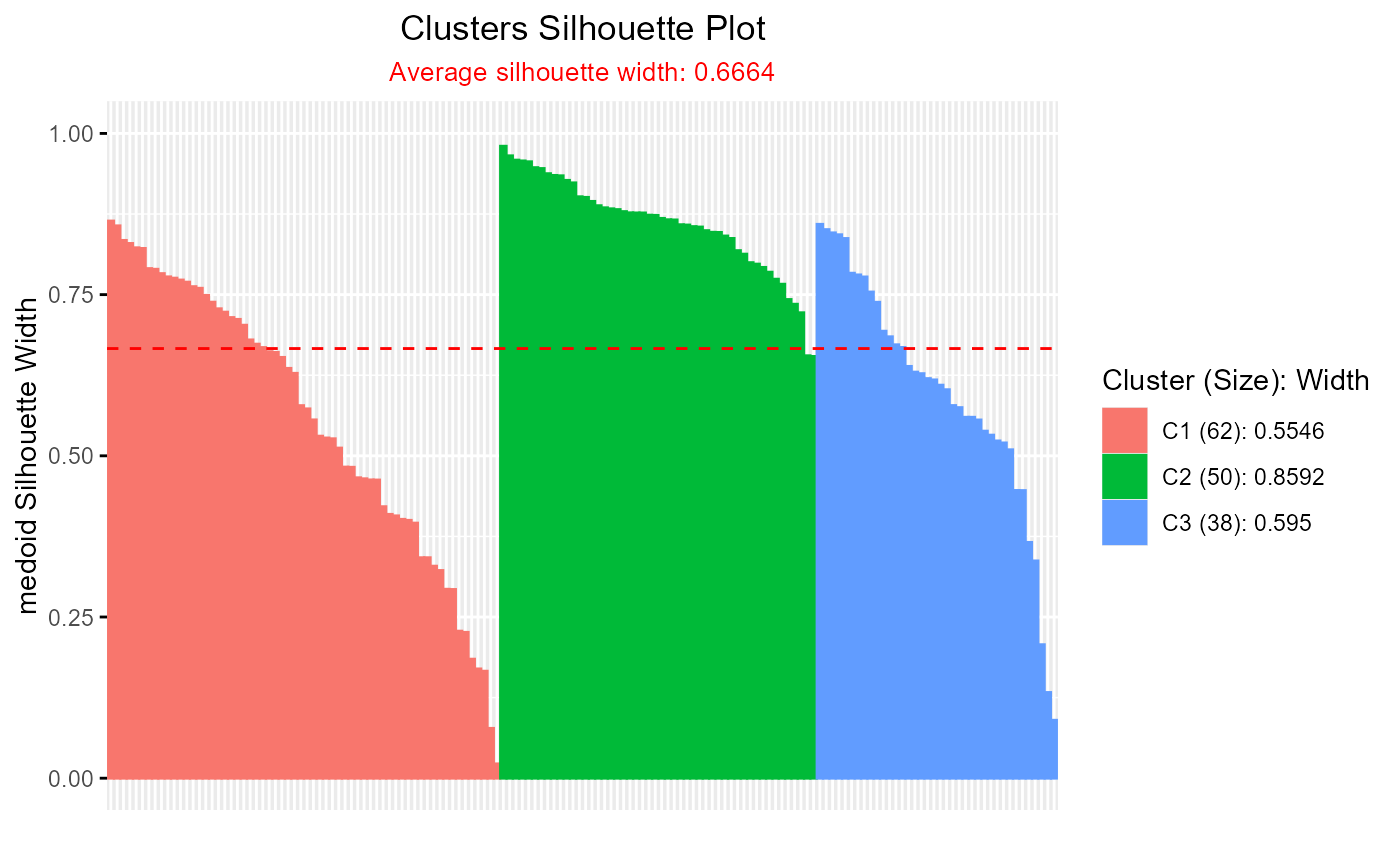 Clusters Silhouette Plot
Average silhouette width: 0.6664
medoid Silhouette Width
1.00
0.75
0.50
0.25
0.00
Cluster (Size): Width
C1 (62): 0.5546
C2 (50): 0.8592
C3 (38): 0.595